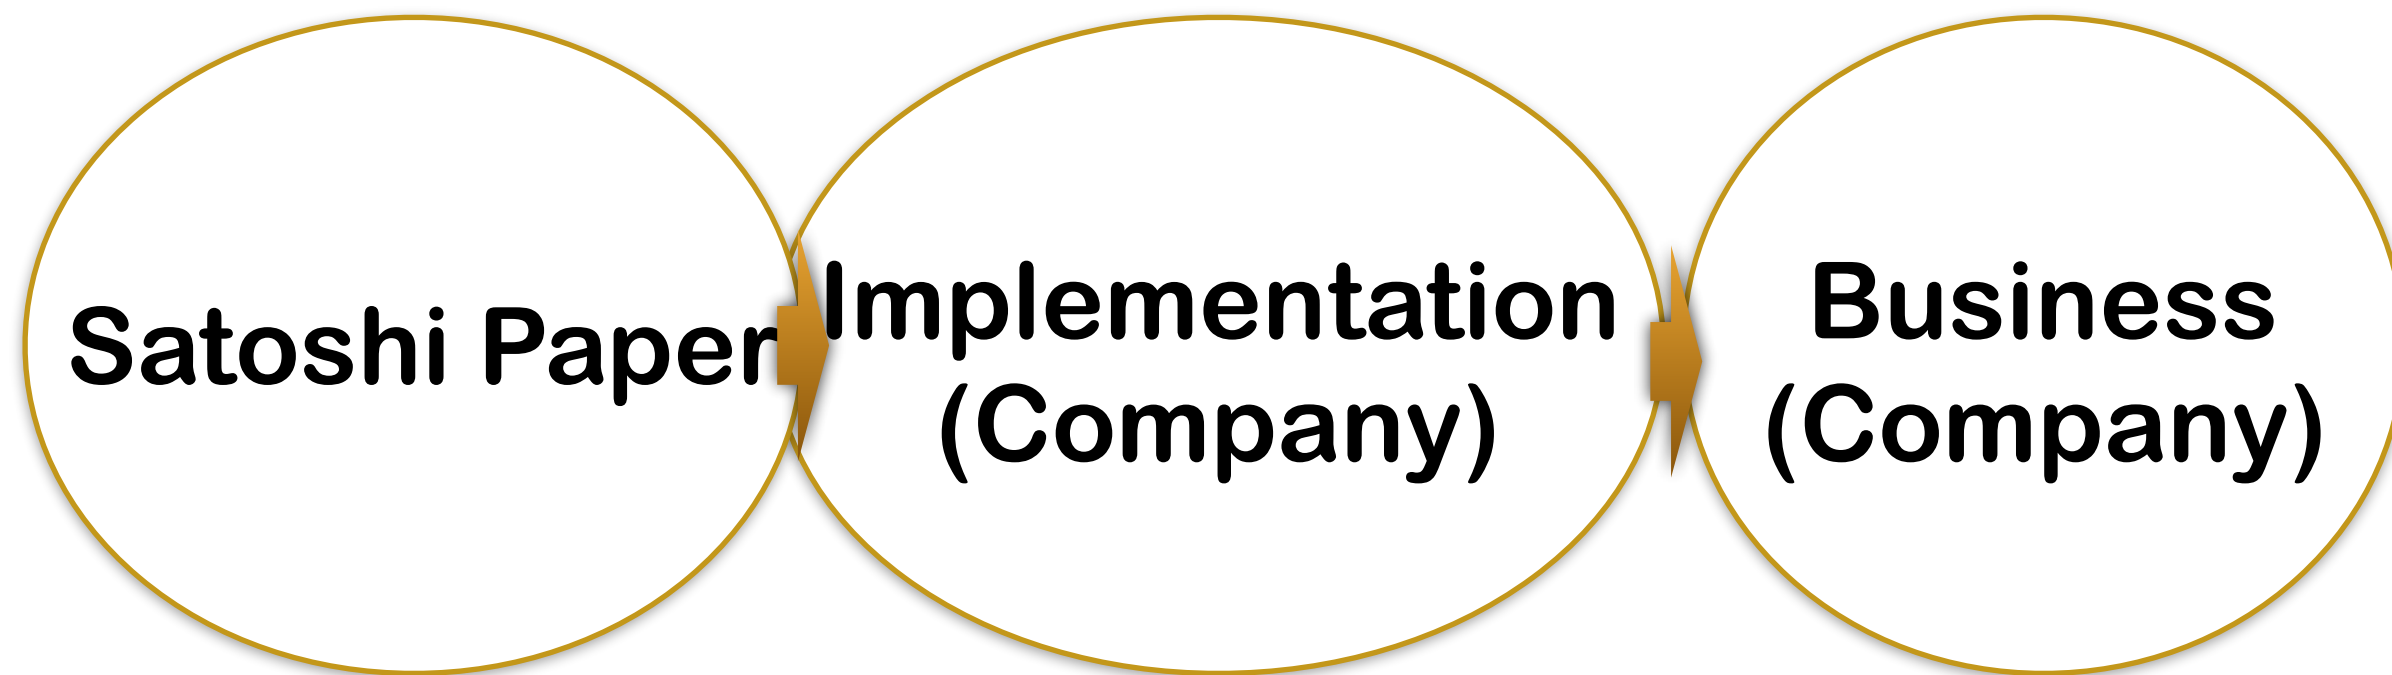 Satoshi Paper
Implementation
(Company)
Business
(Company)